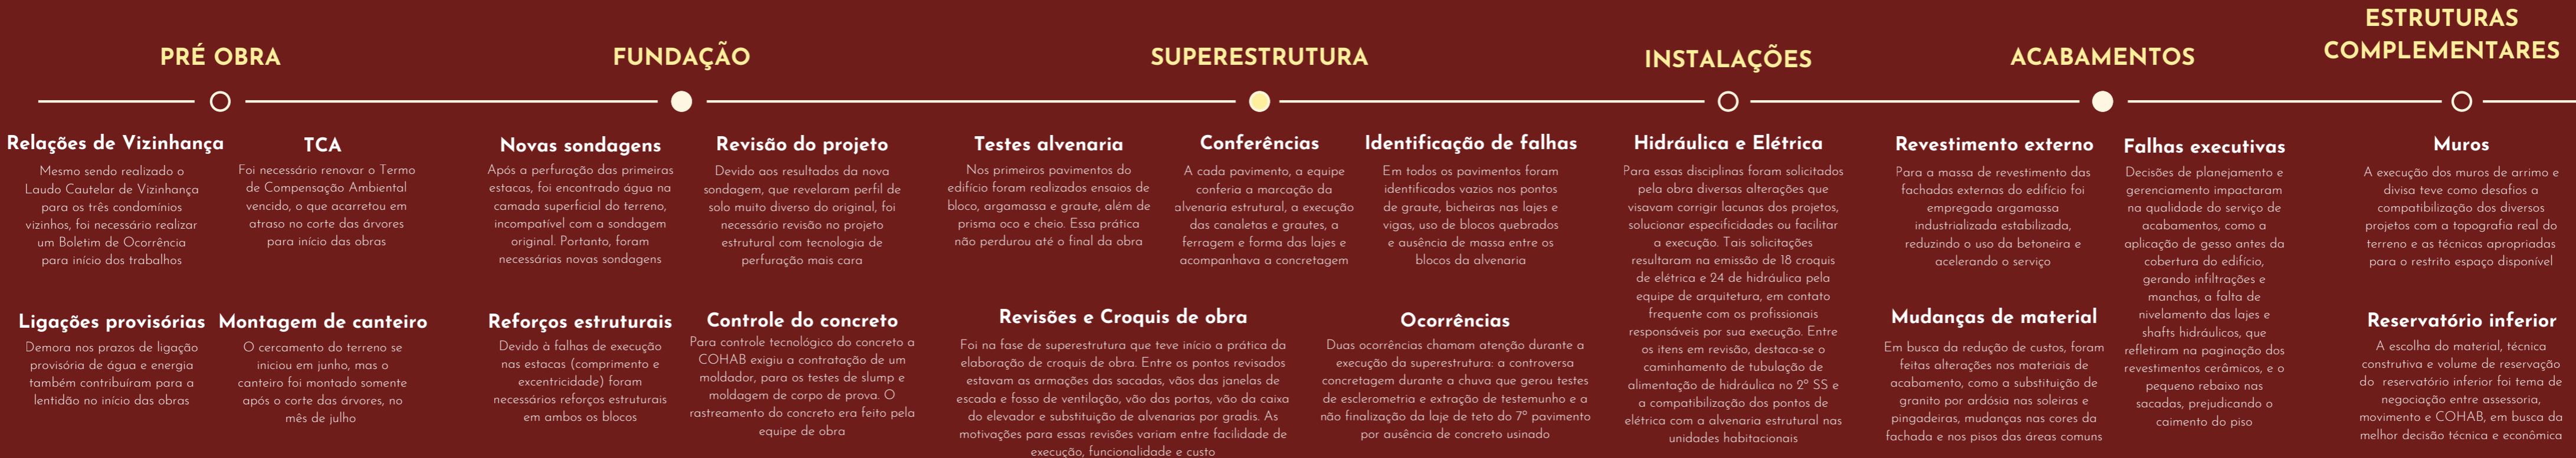 PRÉ OBRA
Relações de Vizinhança
Mesmo sendo realizado o
Laudo Cautelar de Vizinhança
para os três condomínios
vizinhos, foi necessário realizar
um Boletim de Ocorrência
para início dos trabalhos
TCA
Foi necessário renovar o Termo
de Compensação Ambiental
vencido, o que acarretou em
atraso no corte das árvores
para início das obras
Ligações provisórias
Demora nos prazos de ligação
provisória de água e energia
também contribuíram para a
lentidão no início das obras
Montagem de canteiro
O cercamento do terreno se
iniciou em junho, mas o
canteiro foi montado somente
após o corte das árvores, no
mês de julho
FUNDAÇÃO
Novas sondagens
Após a perfuração das primeiras
estacas, foi encontrado água na
camada superficial do terreno,
incompatível com a sondagem
original. Portanto, foram
necessárias novas sondagens
Revisão do projeto
Devido aos resultados da nova
sondagem, que revelaram perfil de
solo muito diverso do original, foi
necessário revisão no projeto
estrutural com tecnologia de
perfuração mais cara
Reforços estruturais
Devido à falhas de execução
nas estacas (comprimento e
excentricidade) foram
necessários reforços estruturais
em ambos os blocos
Controle do concreto
Para controle tecnológico do concreto a
COHAB exigiu a contratação de um
moldador, para os testes de slump e
moldagem de corpo de prova. O
rastreamento do concreto era feito pela
equipe de obra
SUPERESTRUTURA
Testes alvenaria
Nos primeiros pavimentos do
edifício foram realizados ensaios de
bloco, argamassa e graute, além de
prisma oco e cheio. Essa prática
não perdurou até o final da obra
Conferências
A cada pavimento, a equipe
conferia a marcação da
alvenaria estrutural, a execução
das canaletas e grautes, a
ferragem e forma das lajes e
acompanhava a concretagem
Identificação de falhas
Em todos os pavimentos foram
identificados vazios nos pontos
de graute, bicheiras nas lajes e
vigas, uso de blocos quebrados
e ausência de massa entre os
blocos da alvenaria
Revisões e Croquis de obra
Foi na fase de superestrutura que teve início a prática da
elaboração de croquis de obra. Entre os pontos revisados
estavam as armações das sacadas, vãos das janelas de
escada e fosso de ventilação, vão das portas, vão da caixa
do elevador e substituição de alvenarias por gradis. As
motivações para essas revisões variam entre facilidade de
execução, funcionalidade e custo
Ocorrências
Duas ocorrências chamam atenção durante a
execução da superestrutura: a controversa
concretagem durante a chuva que gerou testes
de esclerometria e extração de testemunho e a
não finalização da laje de teto do 7º pavimento
por ausência de concreto usinado
INSTALAÇÕES
Hidráulica e Elétrica
Para essas disciplinas foram solicitados
pela obra diversas alterações que
visavam corrigir lacunas dos projetos,
solucionar especificidades ou facilitar
a execução. Tais solicitações
resultaram na emissão de 18 croquis
de elétrica e 24 de hidráulica pela
equipe de arquitetura, em contato
frequente com os profissionais
responsáveis por sua execução. Entre
os itens em revisão, destaca-se o
caminhamento de tubulação de
alimentação de hidráulica no 2º SS e
a compatibilização dos pontos de
elétrica com a alvenaria estrutural nas
unidades habitacionais
ACABAMENTOS
Revestimento externo
Para a massa de revestimento das
fachadas externas do edifício foi
empregada argamassa
industrializada estabilizada,
reduzindo o uso da betoneira e
acelerando o serviço
Mudanças de material
Em busca da redução de custos, foram
feitas alterações nos materiais de
acabamento, como a substituição de
granito por ardósia nas soleiras e
pingadeiras, mudanças nas cores da
fachada e nos pisos das áreas comuns
Falhas executivas
Decisões de planejamento e
gerenciamento impactaram
na qualidade do serviço de
acabamentos, como a
aplicação de gesso antes da
cobertura do edifício,
gerando infiltrações e
manchas, a falta de
nivelamento das lajes e
shafts hidráulicos, que
refletiram na paginação dos
revestimentos cerâmicos, e o
pequeno rebaixo nas
sacadas, prejudicando o
caimento do piso
ESTRUTURAS
COMPLEMENTARES
Muros
A execução dos muros de arrimo e
divisa teve como desafios a
compatibilização dos diversos
projetos com a topografia real do
terreno e as técnicas apropriadas
para o restrito espaço disponível
Reservatório inferior
A escolha do material, técnica
construtiva e volume de reservação
do reservatório inferior foi tema de
negociação entre assessoria,
movimento e COHAB, em busca da
melhor decisão técnica e econômica